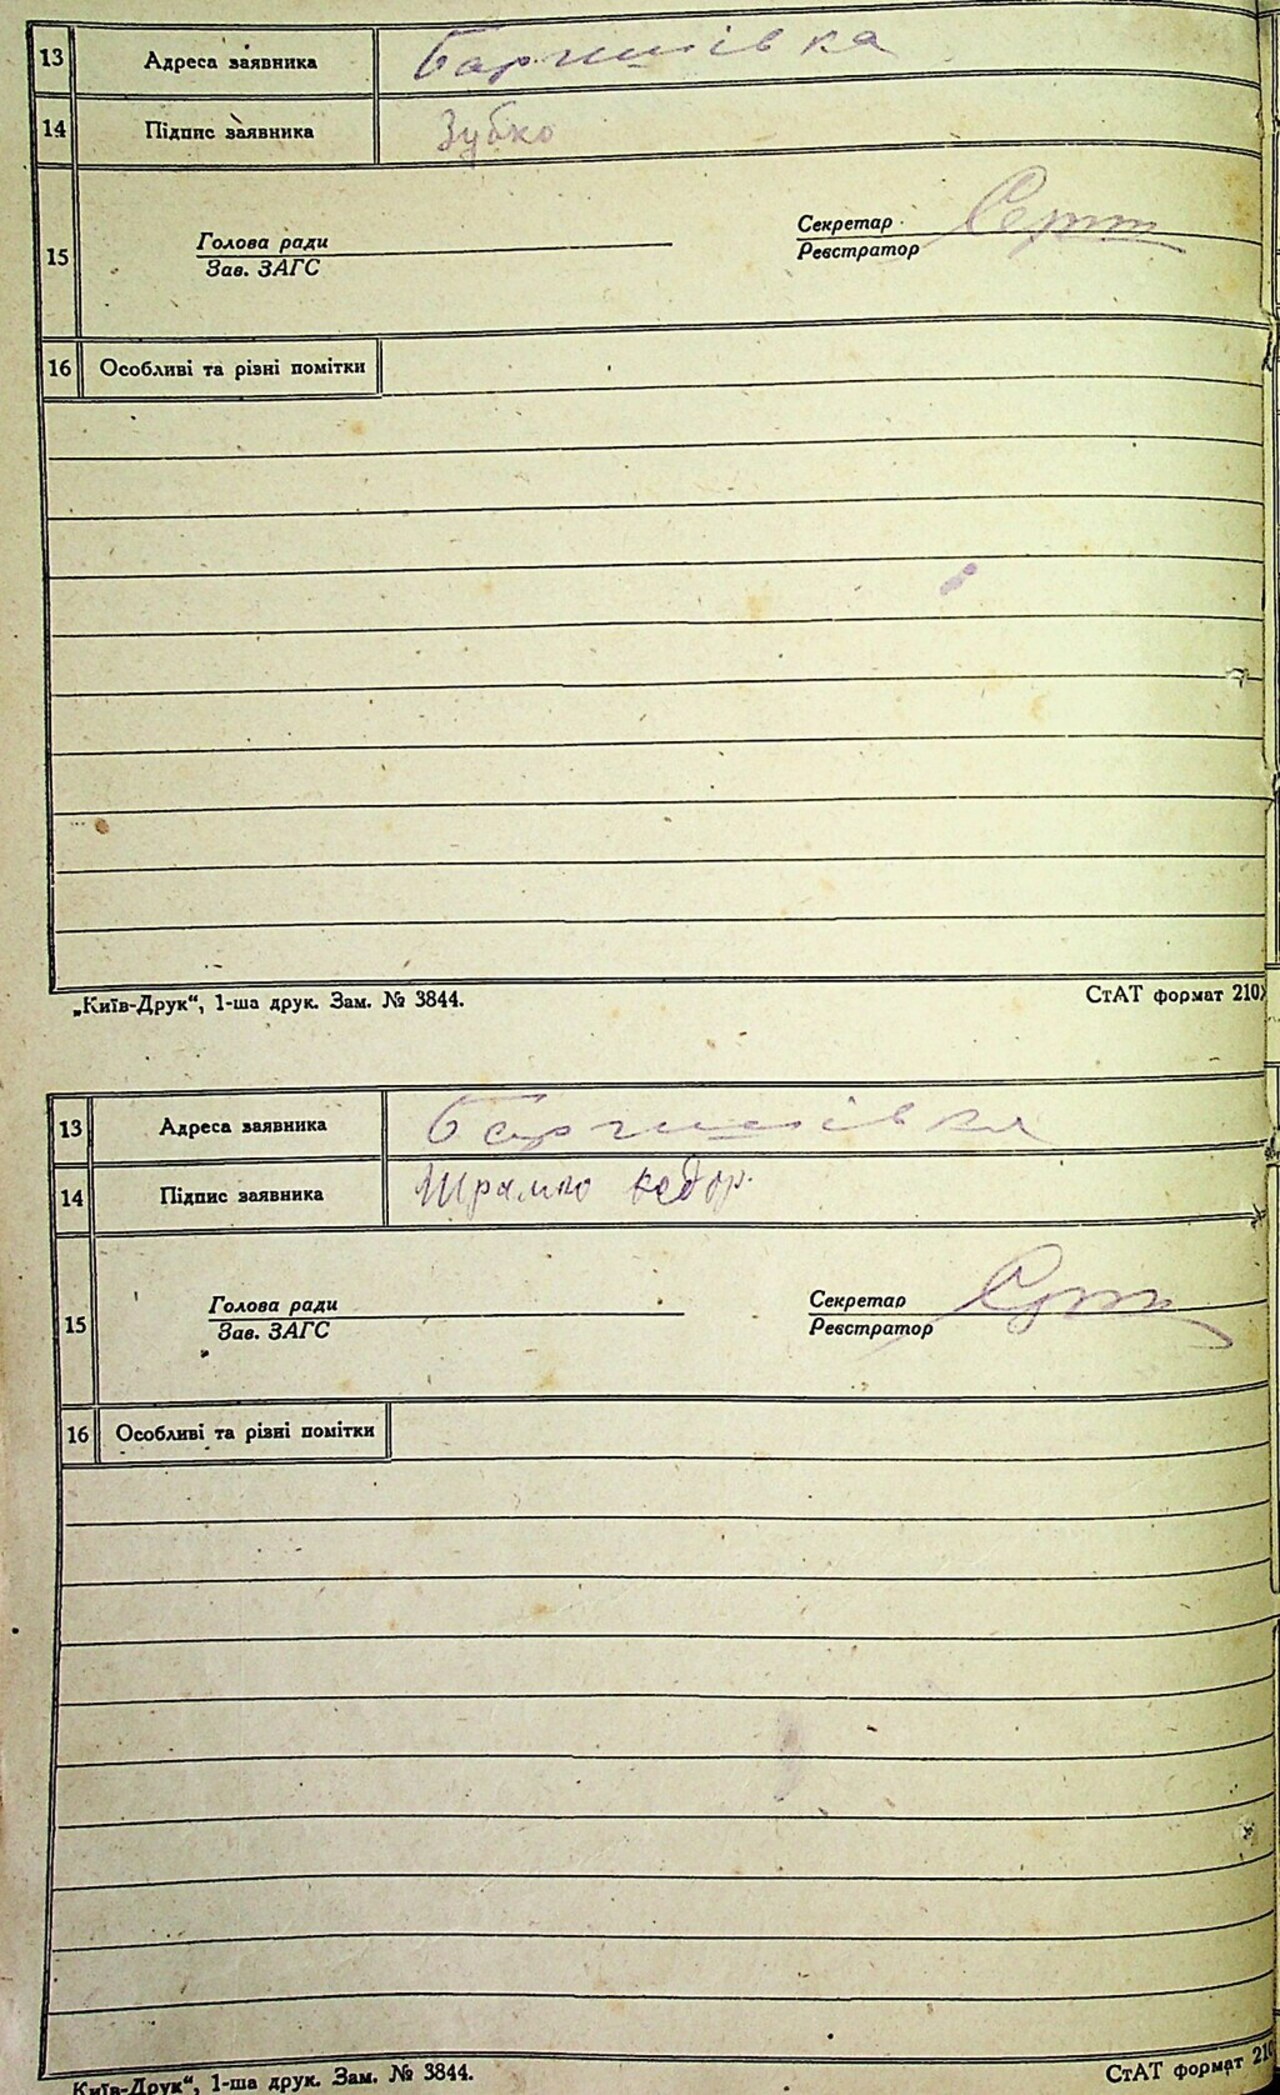 13 Адреса заявника Баришівка
14 Підпис заявника Зубко
15 Голова ради Секретар
Зав. ЗАГС Реєстратор
16 Особливі та різні помітки
„Київ-Друк“, 1-ша друк. Зам. № 3844. СтАТ формат 210
13 Адреса заявника Баришівка
14 Підпис заявника Шрамко
15 Голова ради Секретар
Зав. ЗАГС Реєстратор
16 Особливі та різні помітки
Київ-Друк“, 1-ша друк. Зам. № 3844. СтАТ формат 210